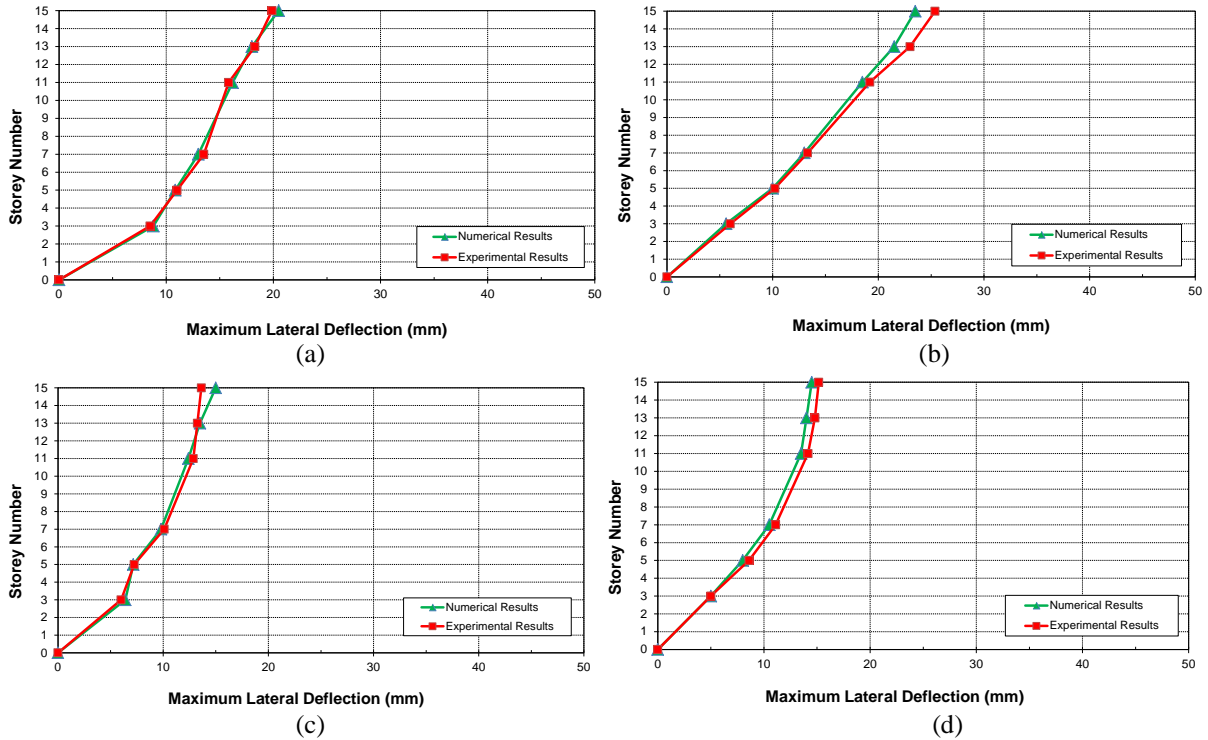 15
14
13
12
11
10
9
8
7
6
5
4
3
2
1
0
Storey Number
Numerical Results
Experimental Results
0 10 20 30 40 50
Maximum Lateral Deflection (mm)
(a)
15
14
13
12
11
10
9
8
7
6
5
4
3
2
1
0
Storey Number
Numerical Results
Experimental Results
0 10 20 30 40 50
Maximum Lateral Deflection (mm)
(b)
15
14
13
12
11
10
9
8
7
6
5
4
3
2
1
0
Storey Number
Numerical Results
Experimental Results
0 10 20 30 40 50
Maximum Lateral Deflection (mm)
(c)
15
14
13
12
11
10
9
8
7
6
5
4
3
2
1
0
Storey Number
Numerical Results
Experimental Results
0 10 20 30 40 50
Maximum Lateral Deflection (mm)
(d)